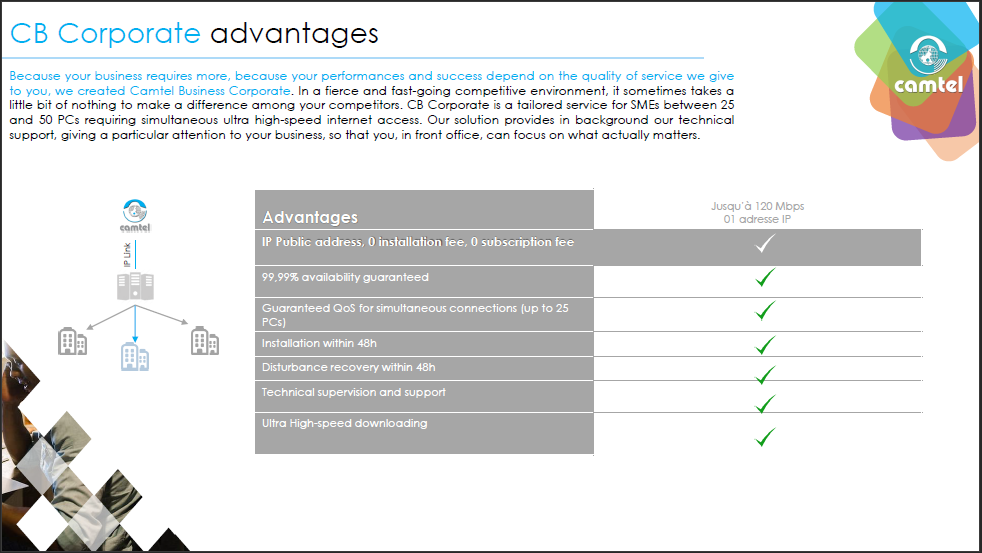 CB Corporate advantages
camtel
Because your business requires more, because your performances and success depend on the quality of service we give
to you, we created Camtel Business Corporate. In a fierce and fast-going competitive environment, it sometimes takes a
little bit of nothing to make a difference among your competitors. CB Corporate is a tailored service for SMEs between 25
and 50 PCs requiring simultaneous ultra high-speed internet access. Our solution provides in background our technical
support, giving a particular attention to your business, so that you, in front office, can focus on what actually matters.
camtel
IP Link
Advantages
Jusqu'à 120 Mbps
01 adresse IP
IP Public address, 0 installation fee, 0 subscription fee
99,99% availability guaranteed
Guaranteed QoS for simultaneous connections (up to 25
PCs)
Installation within 48h
Disturbance recovery within 48h
Technical supervision and support
Ultra High-speed downloading